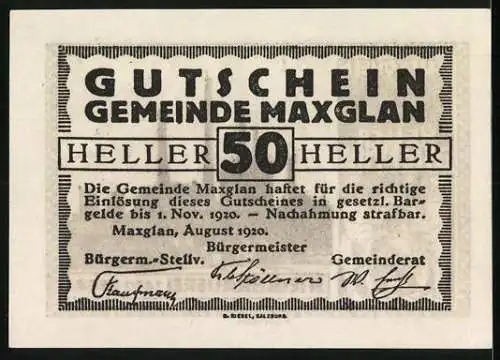 GUTSCHEIN
GEMEINDE MAXGLAN
HELLER 50 HELLER
Die Gemeinde Maxglan haftet für die richtige
Einlösung dieses Gutscheines in gesetzl. Bar-
gelde bis 1. Nov. 1920. — Nachahmung strafbar.
Maxglan, August 1920.
Bürgermeister
Bürgerm.-Stellv. Gemeinderat